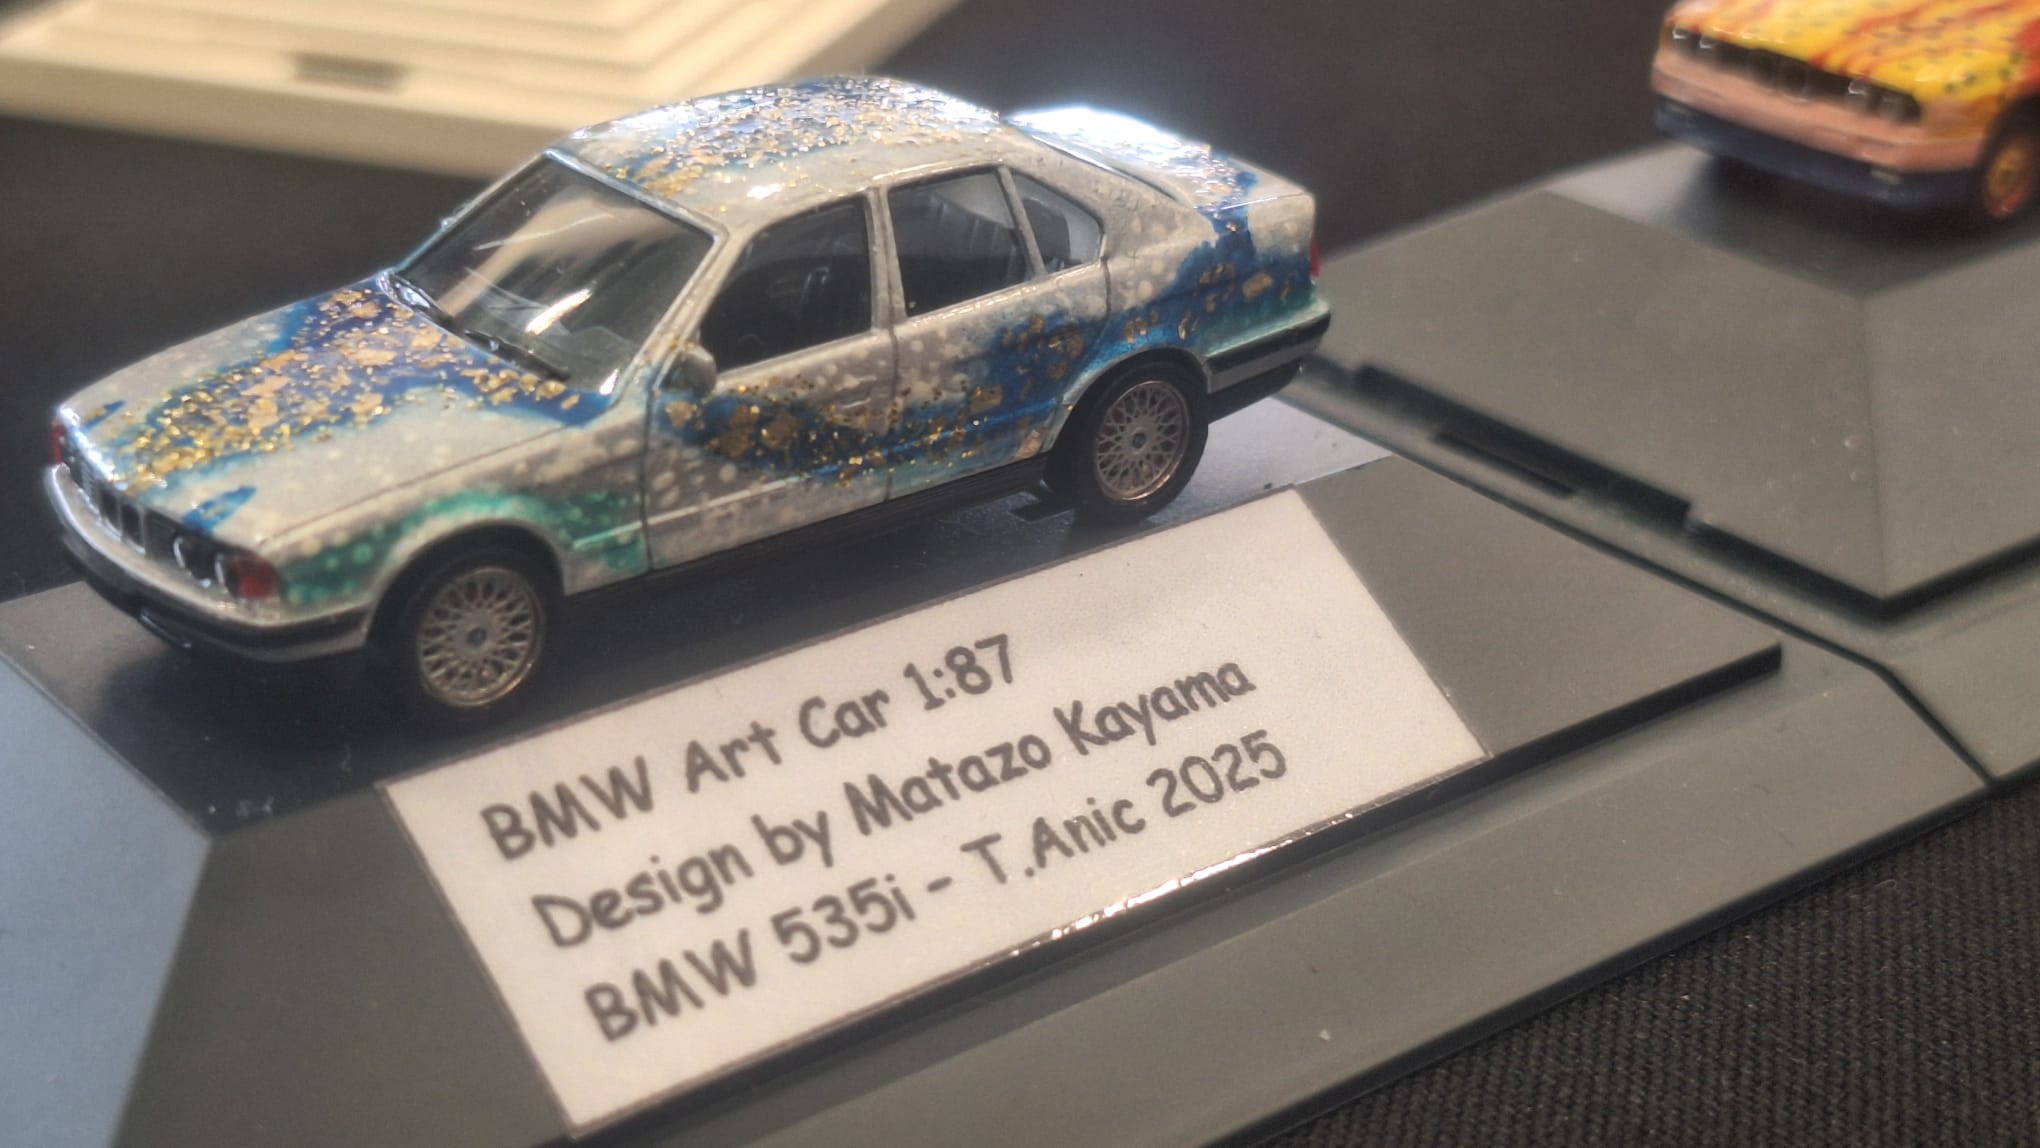 BMW Art Car 1:87
Design by Matazo Kayama
BMW 535i - T.Anic 2025